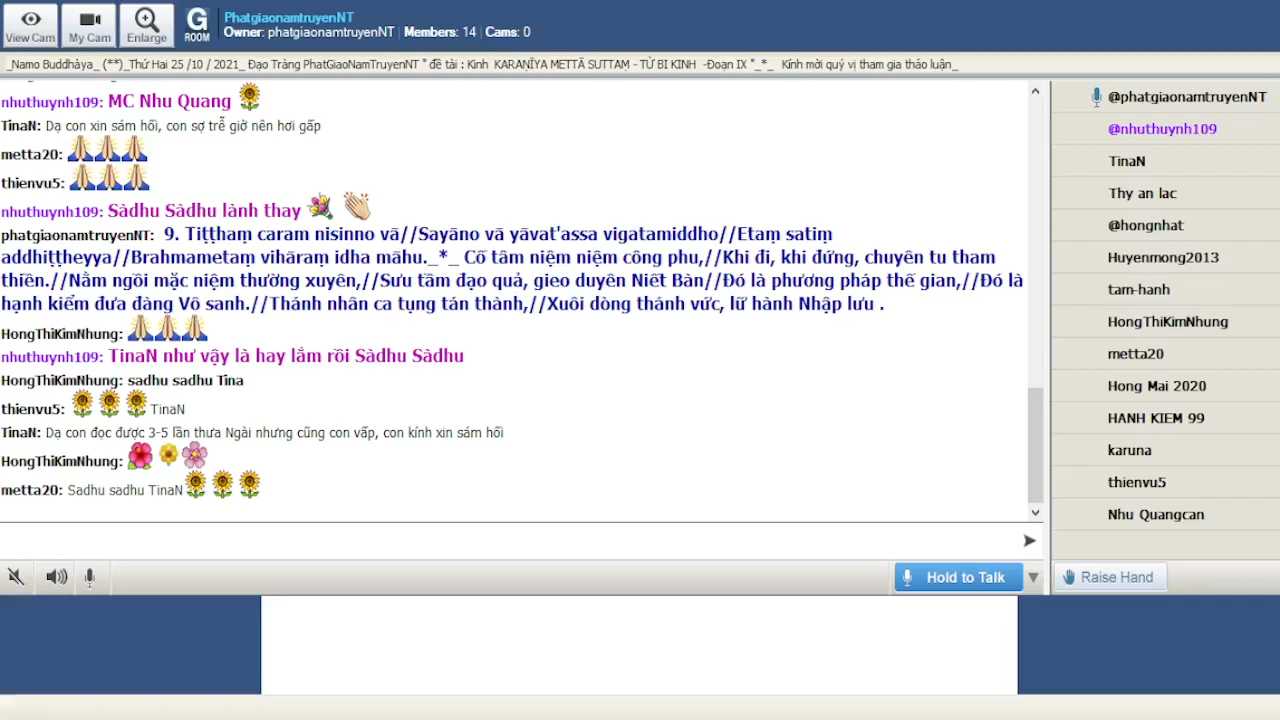 View Cam
My Cam
Enlarge
G
ROOM
PhatgiaonamtruyenNT
Owner: phatgiaonamtruyenNT | Members: 14 | Cams: 0
_Namo Buddhàya_ (**)_Thứ Hai 25 /10 / 2021_ Đạo Tràng PhatGiaoNamTruyenNT " đề tài : Kinh KARAṆĪYA METTĀ SUTTAṂ - TỪ BI KINH -Đoạn IX "_*_ Kính mời quý vị tham gia thảo luận_
nhuthuynh109: MC Nhu Quang
TinaN: Dạ con xin sám hối, con sợ trễ giờ nên hơi gấp
metta20:
thienvu5:
nhuthuynh109: Sàdhu Sàdhu lành thay
phatgiaonamtruyenNT: 9. Tiṭṭhaṃ caram nisinno vā//Sayāno vā yāvat'assa vigatamiddho//Etaṃ satiṃ
addhiṭṭheyya//Brahmametaṃ vihāraṃ idha māhu._*_ Cố tâm niệm niệm công phu,//Khi đi, khi đứng, chuyên tu tham
thiền.//Nằm ngồi mặc niệm thường xuyên,//Sưu tầm đạo quả, gieo duyên Niết Bàn//Đó là phương pháp thế gian,//Đó là
hạnh kiểm đưa đàng Vô sanh.//Thánh nhân ca tụng tán thành,//Xuôi dòng thánh vức, lữ hành Nhập lưu .
HongThiKimNhung:
nhuthuynh109: TinaN như vậy là hay lắm rồi Sàdhu Sàdhu
HongThiKimNhung: sadhu sadhu Tina
thienvu5: TinaN
TinaN: Dạ con đọc được 3-5 lần thưa Ngài nhưng cũng con vấp, con kính xin sám hối
HongThiKimNhung:
metta20: Sadhu sadhu TinaN
Hold to Talk
@phatgiaonamtruyenNT
@nhuthuynh109
TinaN
Thy an lac
@hongnhat
Huyenmong2013
tam-hanh
HongThiKimNhung
metta20
Hong Mai 2020
HANH KIEM 99
karuna
thienvu5
Nhu Quangcan
Raise Hand